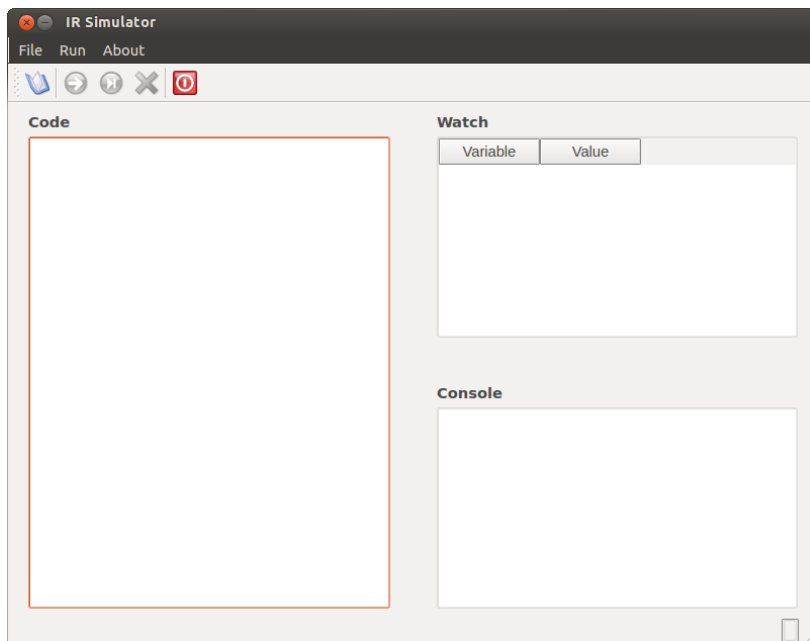 IR Simulator
File Run About
Code
Watch
Variable Value
Console